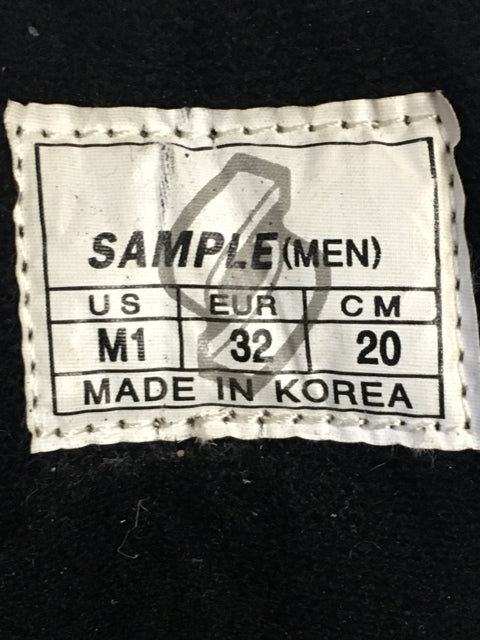 SAMPLE(MEN)
US EUR CM
M1 32 20
MADE IN KOREA